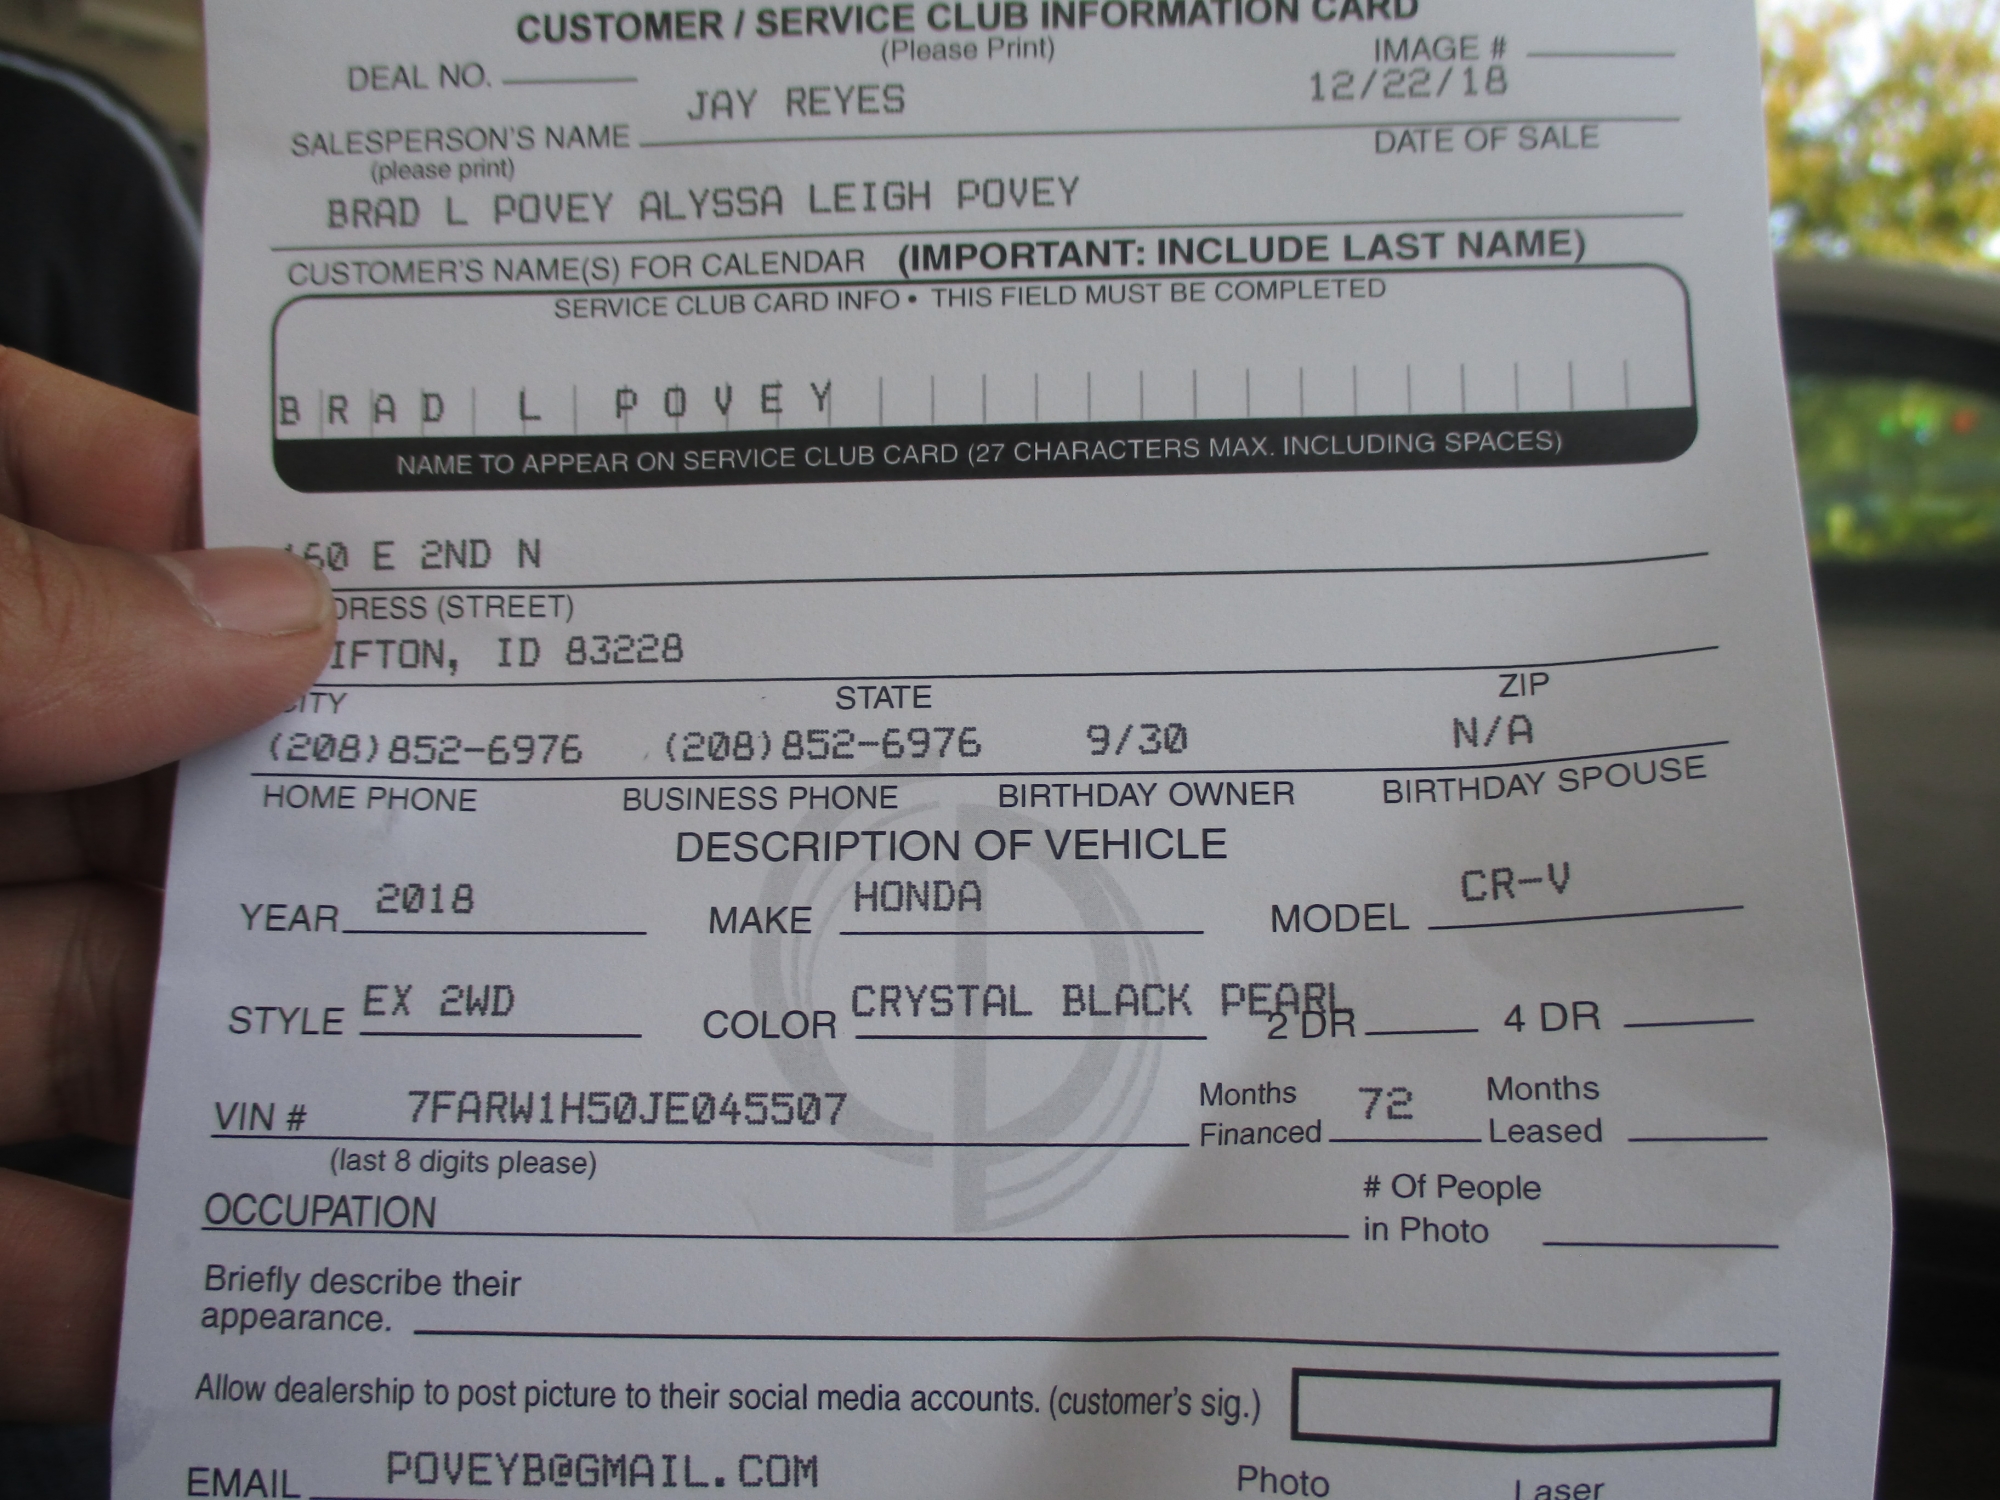 CUSTOMER / SERVICE CLUB INFORMATION CARD
(Please Print)
DEAL NO.
IMAGE #
JAY REYES 12/22/18
SALESPERSON'S NAME DATE OF SALE
(please print)
BRAD L POVEY ALYSSA LEIGH POVEY
CUSTOMER'S NAME(S) FOR CALENDAR (IMPORTANT: INCLUDE LAST NAME)
SERVICE CLUB CARD INFO • THIS FIELD MUST BE COMPLETED
BRAD L POVEY
NAME TO APPEAR ON SERVICE CLUB CARD (27 CHARACTERS MAX. INCLUDING SPACES)
60 E 2ND N
DRESS (STREET)
IFTON, ID 83228
CITY STATE ZIP
(208)852-6976 (208)852-6976 9/30 N/A
HOME PHONE BUSINESS PHONE BIRTHDAY OWNER BIRTHDAY SPOUSE
DESCRIPTION OF VEHICLE
YEAR 2018 MAKE HONDA MODEL CR-V
STYLE EX 2WD COLOR CRYSTAL BLACK PEARL 2 DR 4 DR
VIN # 7FARW1H50JE045507 Months Financed 72 Months Leased
(last 8 digits please)
OCCUPATION # Of People in Photo
Briefly describe their
appearance.
Allow dealership to post picture to their social media accounts. (customer's sig.)
EMAIL POVEYB@GMAIL.COM Photo Laser